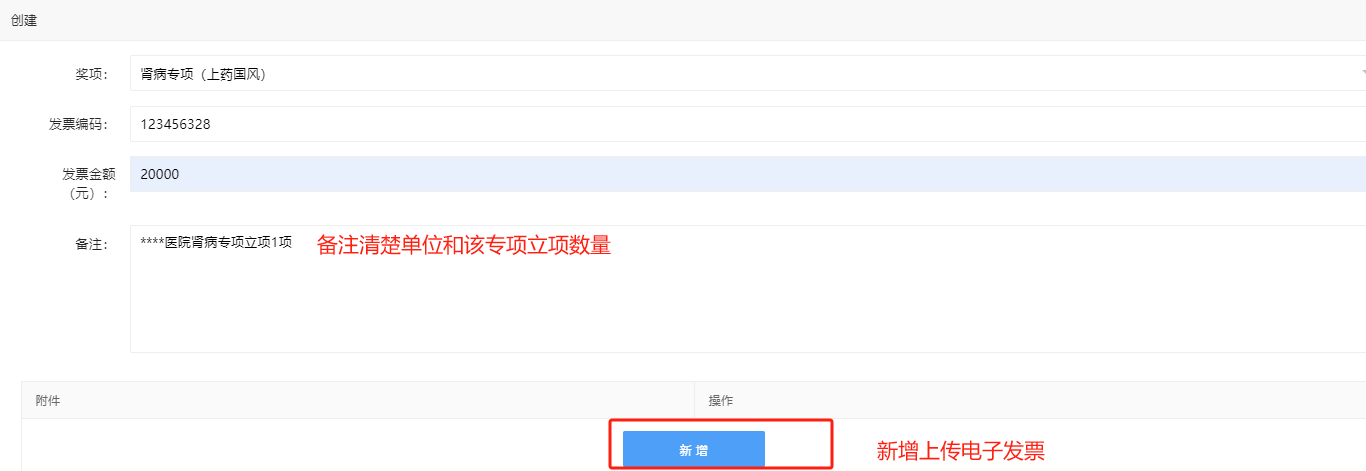 创建
奖项： 肾病专项（上药国风）
发票编码： 123456328
发票金额（元）： 20000
备注： ****医院肾病专项立项1项 备注清楚单位和该专项立项数量
附件 操作
新 增 新增上传电子发票